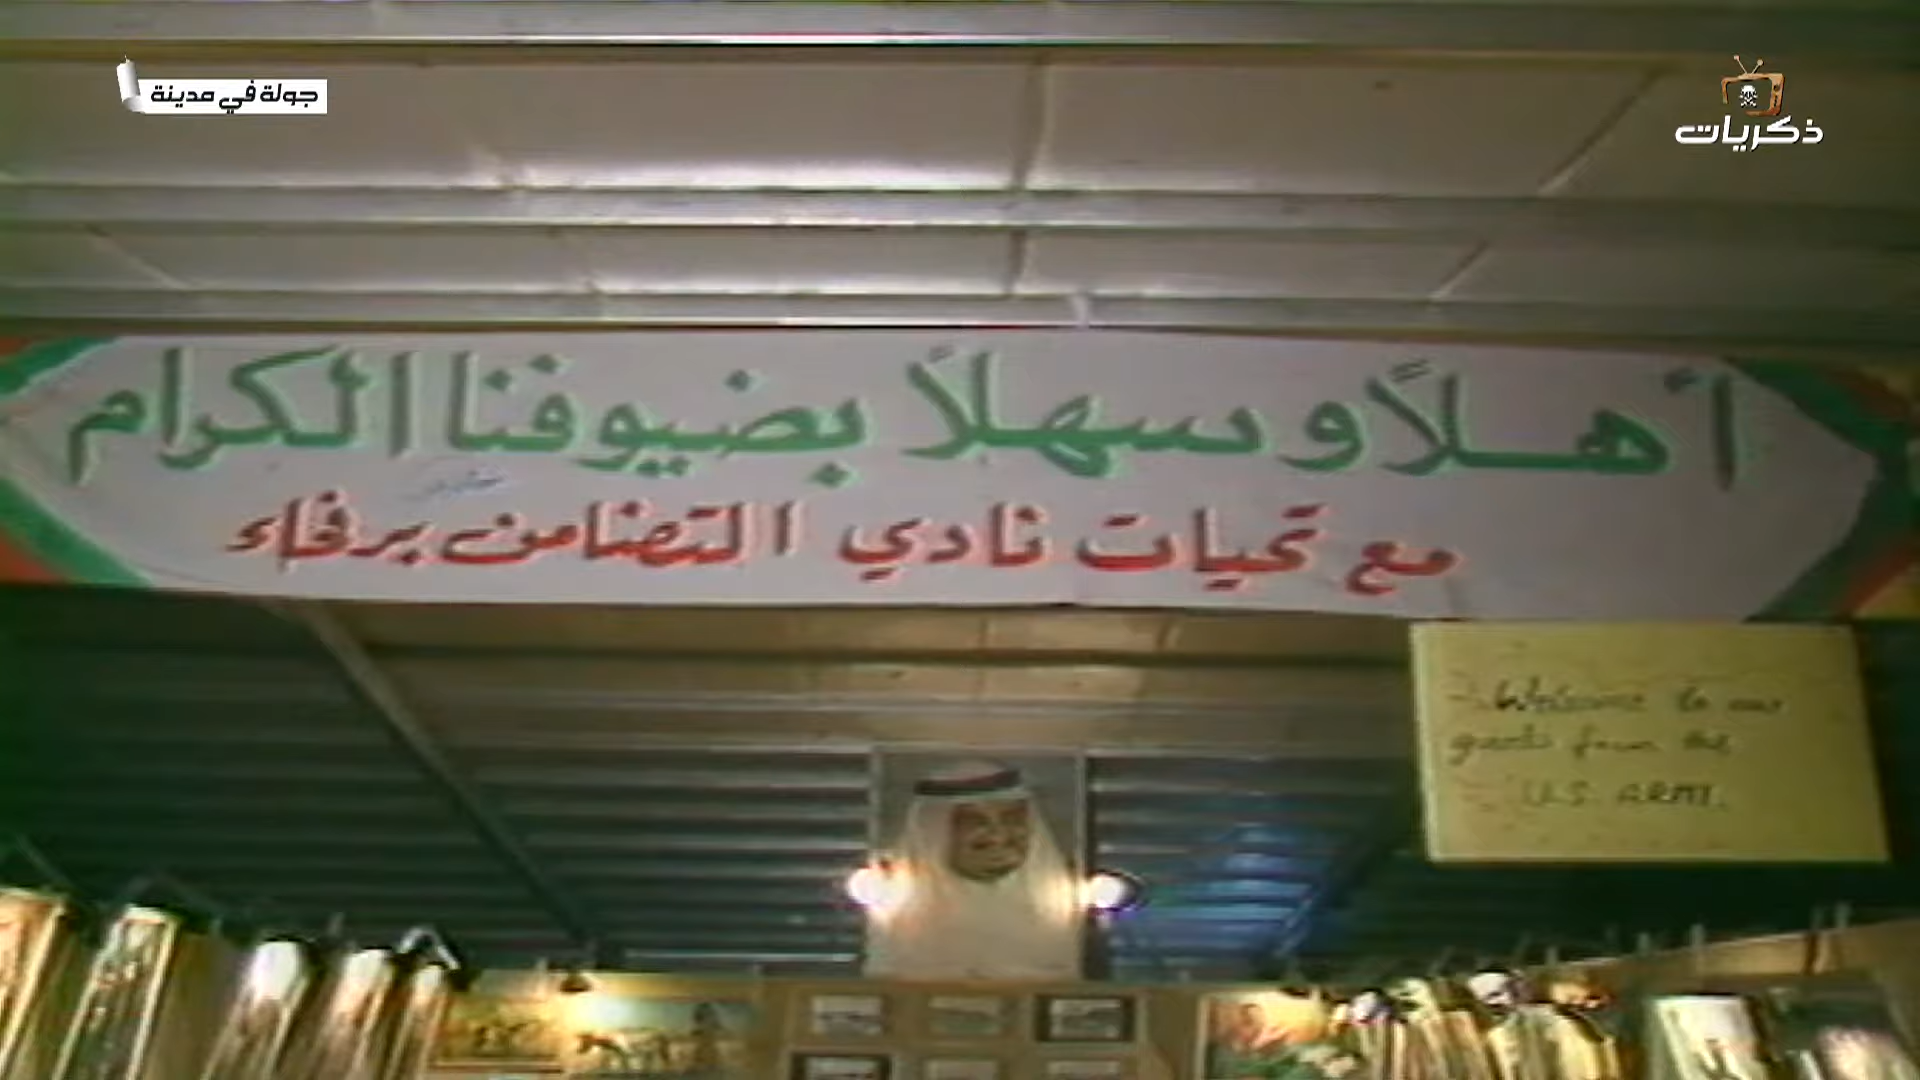 جولة في مدينة
ذكريات
أهلاً وسهلاً بضيوفنا الكرام
مع تحيات نادي التضامن برفحاء
Welcome to our
guests from the
U.S. ARMY.